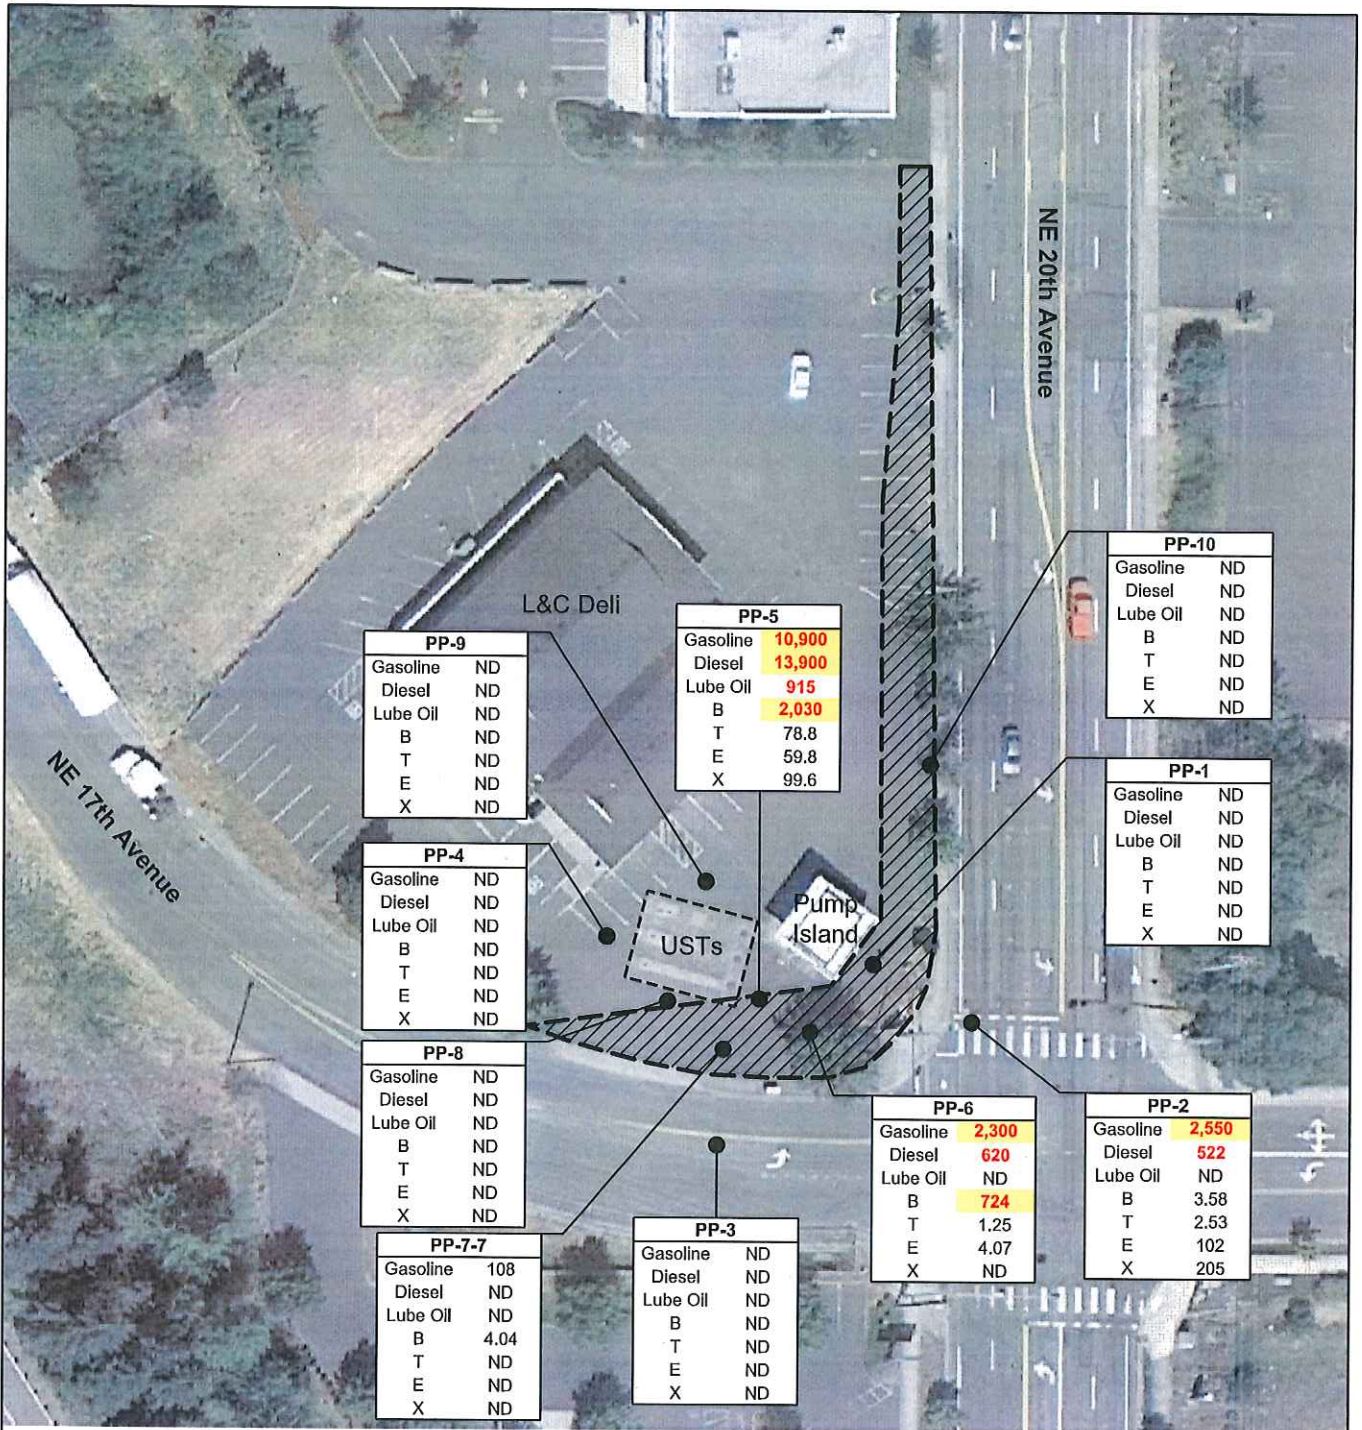 NE 20th Avenue
PP-10
Gasoline ND
Diesel ND
Lube Oil ND
B ND
T ND
E ND
X ND
L&C Deli
PP-5
Gasoline 10,900
Diesel 13,900
Lube Oil 915
B 2,030
T 78.8
E 59.8
X 99.6
PP-9
Gasoline ND
Diesel ND
Lube Oil ND
B ND
T ND
E ND
X ND
NE 17th Avenue
PP-1
Gasoline ND
Diesel ND
Lube Oil ND
B ND
T ND
E ND
X ND
PP-4
Gasoline ND
Diesel ND
Lube Oil ND
B ND
T ND
E ND
X ND
USTs
Pump
Island
PP-8
Gasoline ND
Diesel ND
Lube Oil ND
B ND
T ND
E ND
X ND
PP-6
Gasoline 2,300
Diesel 620
Lube Oil ND
B 724
T 1.25
E 4.07
X ND
PP-2
Gasoline 2,550
Diesel 522
Lube Oil ND
B 3.58
T 2.53
E 102
X 205
PP-7-7
Gasoline 108
Diesel ND
Lube Oil ND
B 4.04
T ND
E ND
X ND
PP-3
Gasoline ND
Diesel ND
Lube Oil ND
B ND
T ND
E ND
X ND